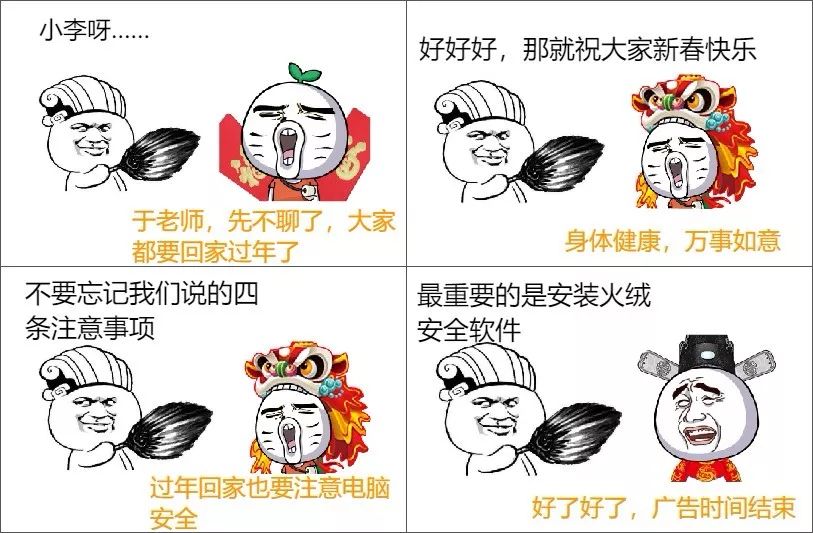 小李呀......
于老师，先不聊了，大家
都要回家过年了
好好好，那就祝大家新春快乐
身体健康，万事如意
不要忘记我们说的四
条注意事项
过年回家也要注意电脑
安全
最重要的是安装火绒
安全软件
好了好了，广告时间结束